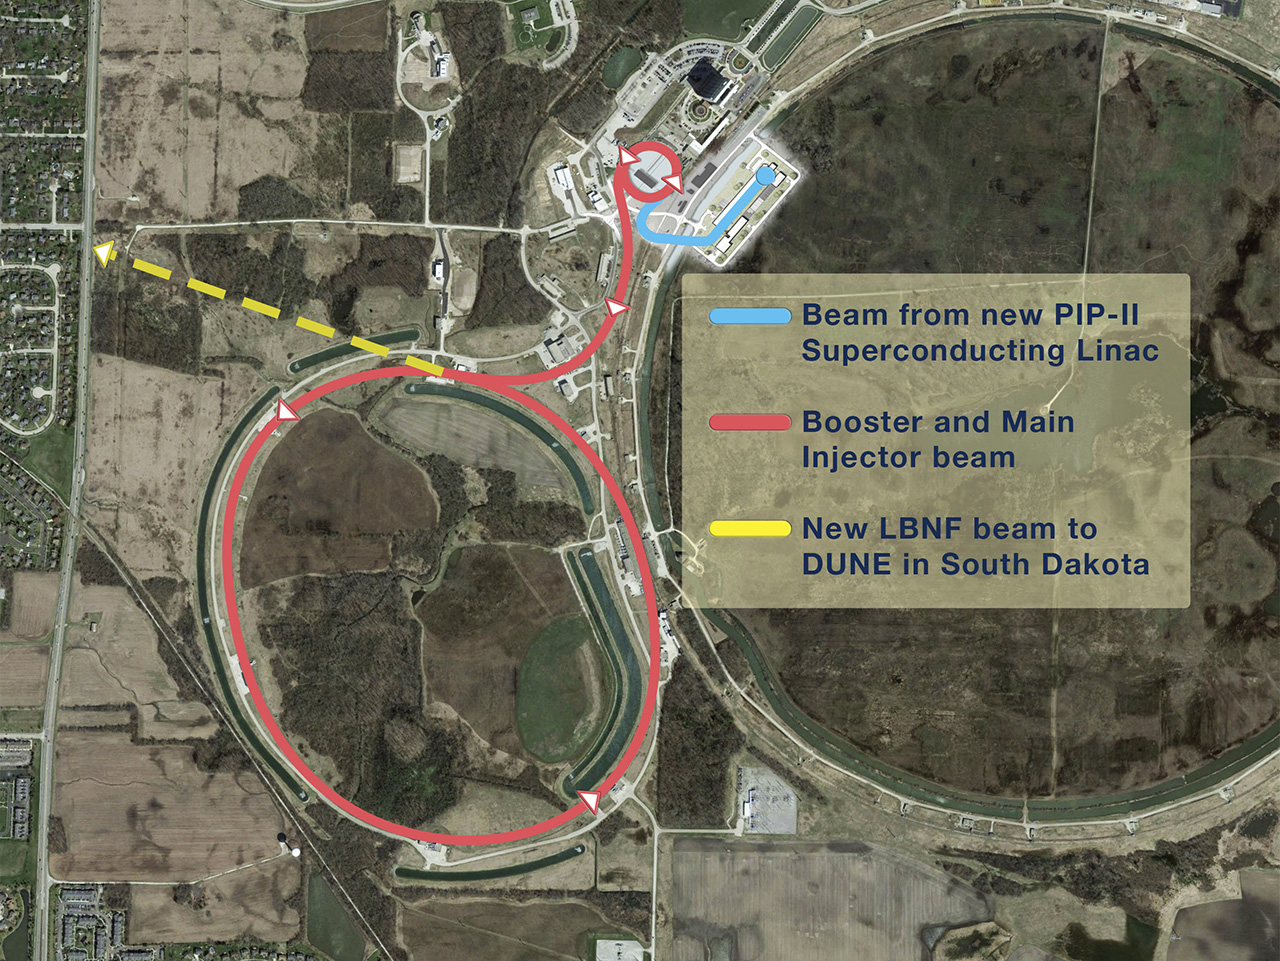 Beam from new PIP-II
Superconducting Linac
Booster and Main
Injector beam
New LBNF beam to
DUNE in South Dakota